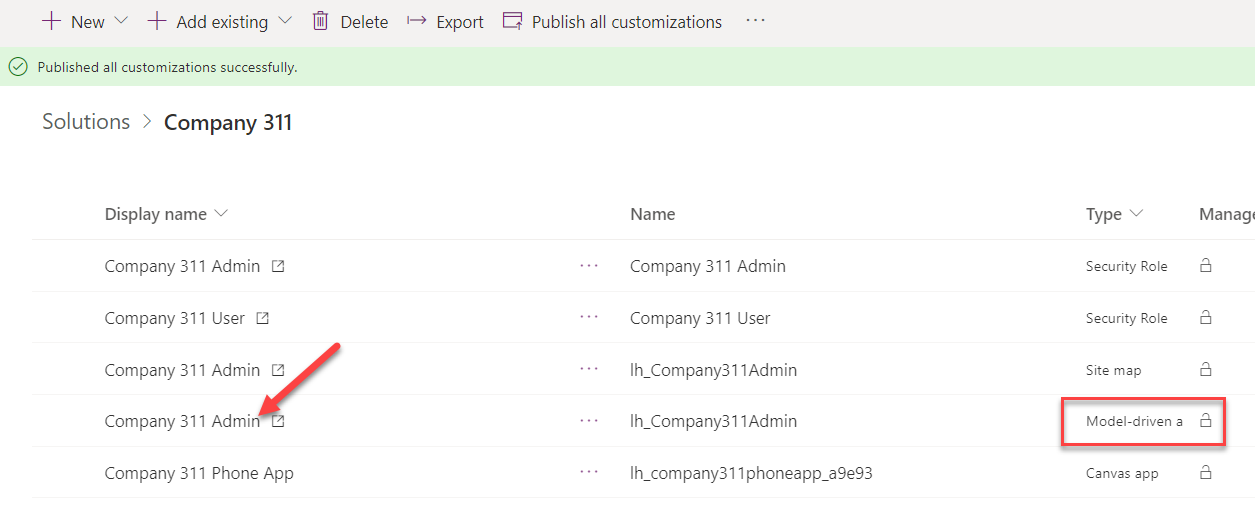 New Add existing Delete Export Publish all customizations ...
Published all customizations successfully.
Solutions > Company 311
Display name Name Type Manage
Company 311 Admin ... Company 311 Admin Security Role
Company 311 User ... Company 311 User Security Role
Company 311 Admin ... lh_Company311Admin Site map
Company 311 Admin ... lh_Company311Admin Model-driven a
Company 311 Phone App ... lh_company311phoneapp_a9e93 Canvas app